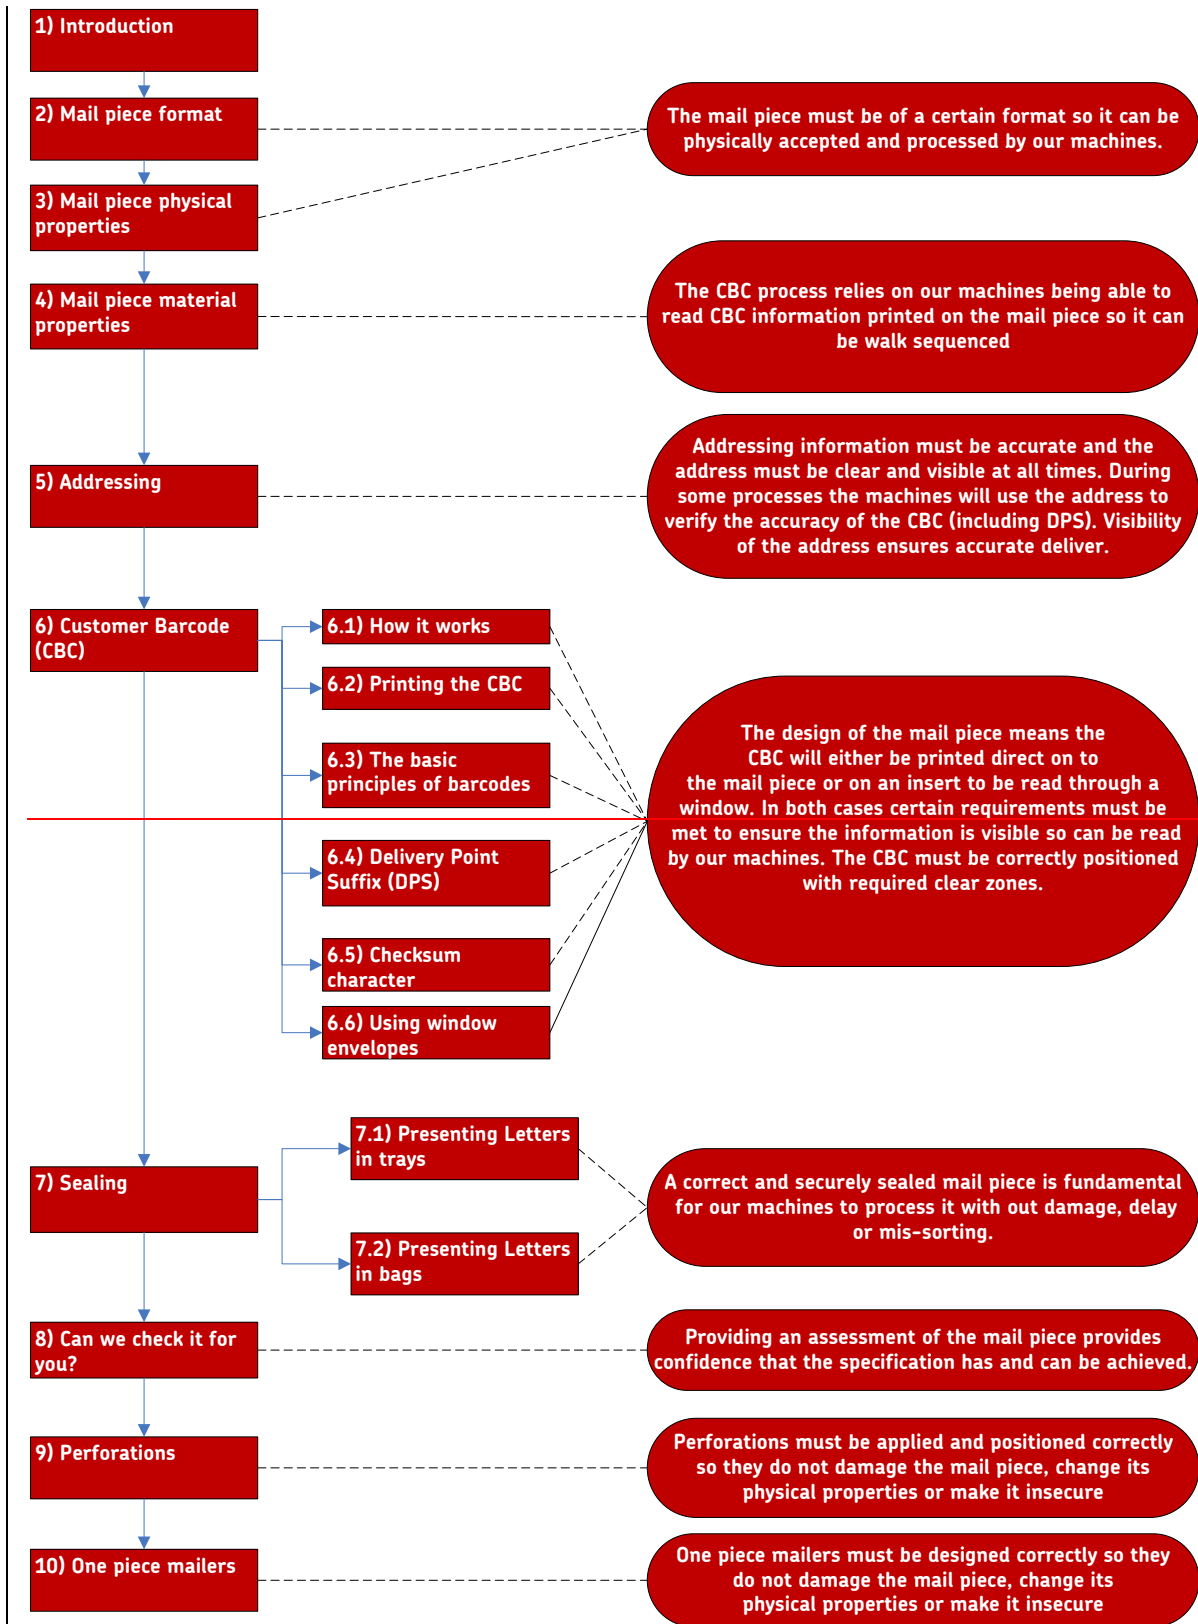 1) Introduction
2) Mail piece format
The mail piece must be of a certain format so it can be
physically accepted and processed by our machines.
3) Mail piece physical
properties
4) Mail piece material
properties
The CBC process relies on our machines being able to
read CBC information printed on the mail piece so it can
be walk sequenced
5) Addressing
Addressing information must be accurate and the
address must be clear and visible at all times. During
some processes the machines will use the address to
verify the accuracy of the CBC (including DPS). Visibility
of the address ensures accurate deliver.
6) Customer Barcode
(CBC)
6.1) How it works
6.2) Printing the CBC
6.3) The basic
principles of barcodes
6.4) Delivery Point
Suffix (DPS)
6.5) Checksum
character
6.6) Using window
envelopes
The design of the mail piece means the
CBC will either be printed direct on to
the mail piece or on an insert to be read through a
window. In both cases certain requirements must be
met to ensure the information is visible so can be read
by our machines. The CBC must be correctly positioned
with required clear zones.
7) Sealing
7.1) Presenting Letters
in trays
7.2) Presenting Letters
in bags
A correct and securely sealed mail piece is fundamental
for our machines to process it with out damage, delay
or mis-sorting.
8) Can we check it for
you?
Providing an assessment of the mail piece provides
confidence that the specification has and can be achieved.
9) Perforations
Perforations must be applied and positioned correctly
so they do not damage the mail piece, change its
physical properties or make it insecure
10) One piece mailers
One piece mailers must be designed correctly so they
do not damage the mail piece, change its
physical properties or make it insecure